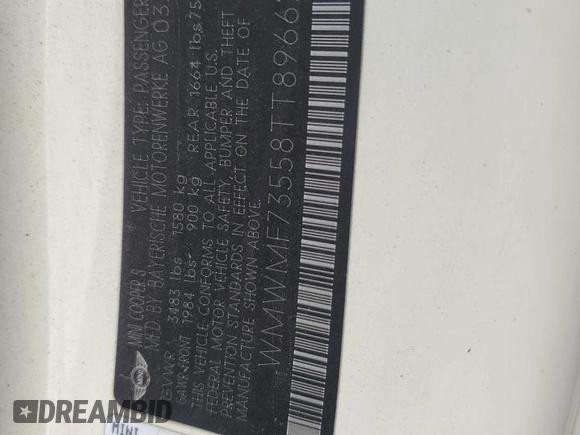 MINI COOPER S VEHICLE TYPE: PASSENGER
MFD BY BAYERISCHE MOTORENWERKE AG 03
GVWR 3483 lbs 1580 kg
GAWR-FRONT 1984 lbs- 900 kg REAR 1664 lbs 75
THIS VEHICLE CONFORMS TO ALL APPLICABLE U.S.
FEDERAL MOTOR VEHICLE SAFETY, BUMPER AND THEFT
PREVENTION STANDARDS IN EFFECT ON THE DATE OF
MANUFACTURE SHOWN ABOVE.
WMWMF73558TT8966
DREAMBID
MINI